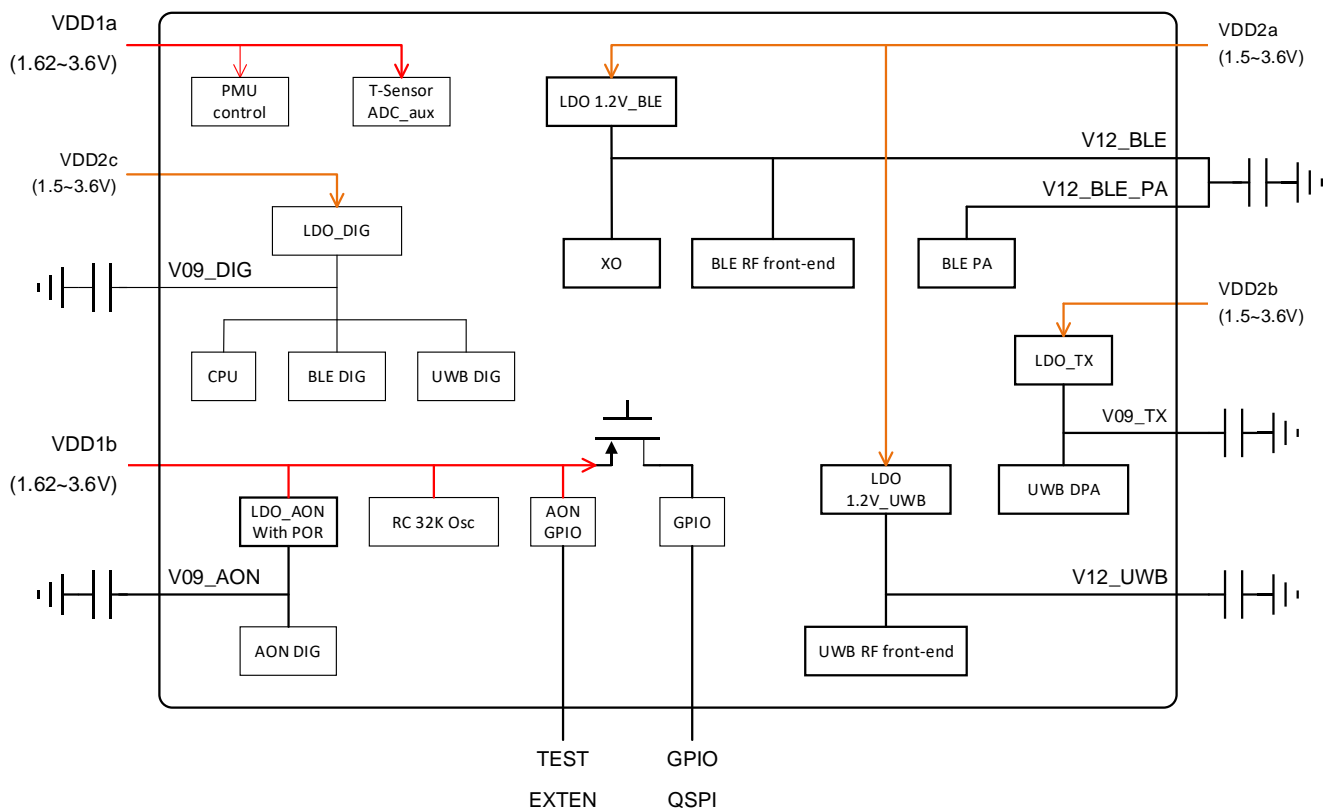 VDD1a
(1.62~3.6V)
PMU
control
T-Sensor
ADC_aux
VDD2a
(1.5~3.6V)
LDO 1.2V_BLE
V12_BLE
V12_BLE_PA
XO
BLE RF front-end
BLE PA
VDD2c
(1.5~3.6V)
LDO_DIG
V09_DIG
CPU
BLE DIG
UWB DIG
VDD2b
(1.5~3.6V)
LDO_TX
V09_TX
UWB DPA
VDD1b
(1.62~3.6V)
LDO_AON
With POR
RC 32K Osc
AON
GPIO
GPIO
LDO
1.2V_UWB
V09_AON
AON DIG
V12_UWB
UWB RF front-end
TEST
EXTEN
GPIO
QSPI